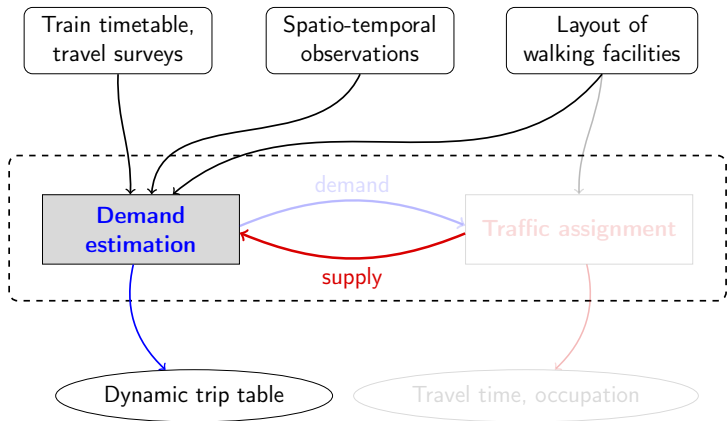 Train timetable,
travel surveys
Spatio-temporal
observations
Layout of
walking facilities
demand
Demand
estimation
Traffic assignment
supply
Dynamic trip table
Travel time, occupation